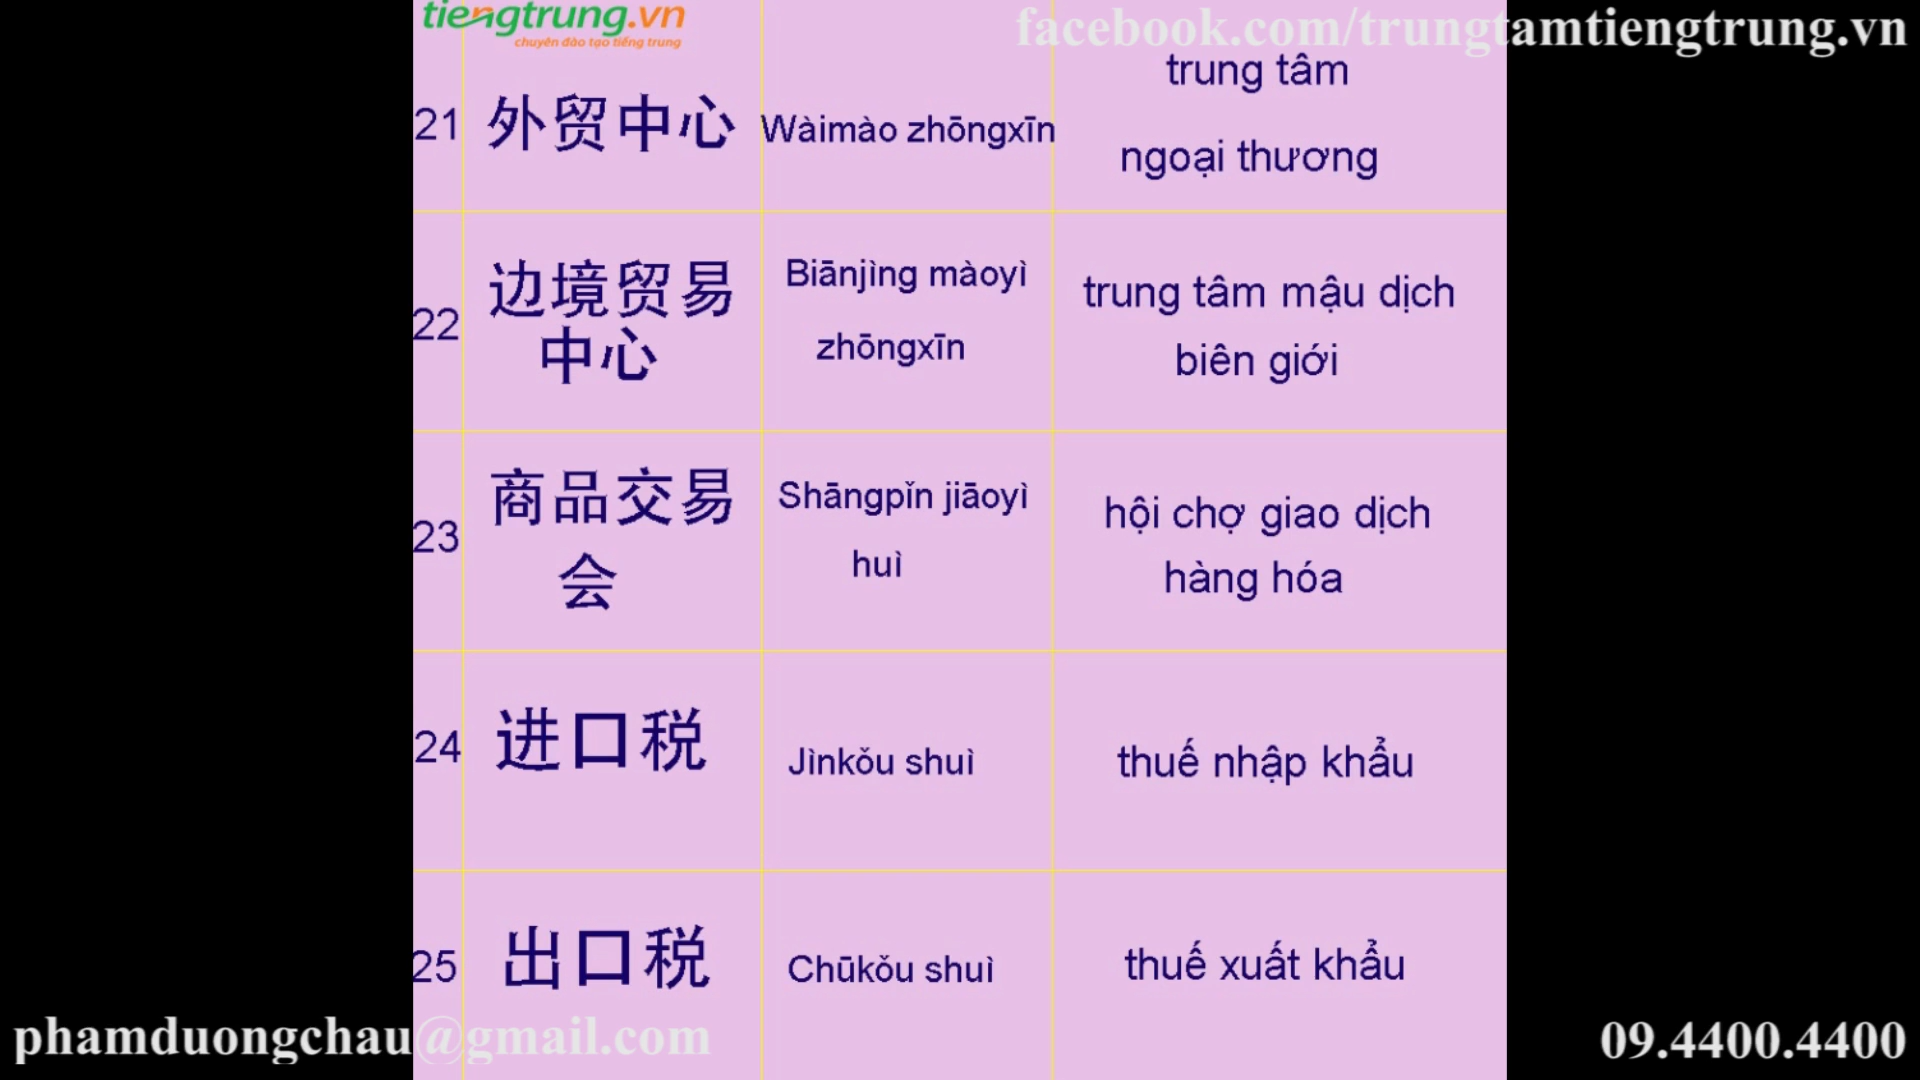 tiengtrung.vn
chuyên đào tạo tiếng trung
facebook.com/trungtamtiengtrung.vn
21
外贸中心
Wàimào zhōngxīn
trung tâm
ngoại thương
22
边境贸易
中心
Biānjìng màoyì
zhōngxīn
trung tâm mậu dịch
biên giới
23
商品交易
会
Shāngpǐn jiāoyì
huì
hội chợ giao dịch
hàng hóa
24
进口税
Jìnkǒu shuì
thuế nhập khẩu
25
出口税
Chūkǒu shuì
thuế xuất khẩu
phamduongchau@gmail.com
09.4400.4400